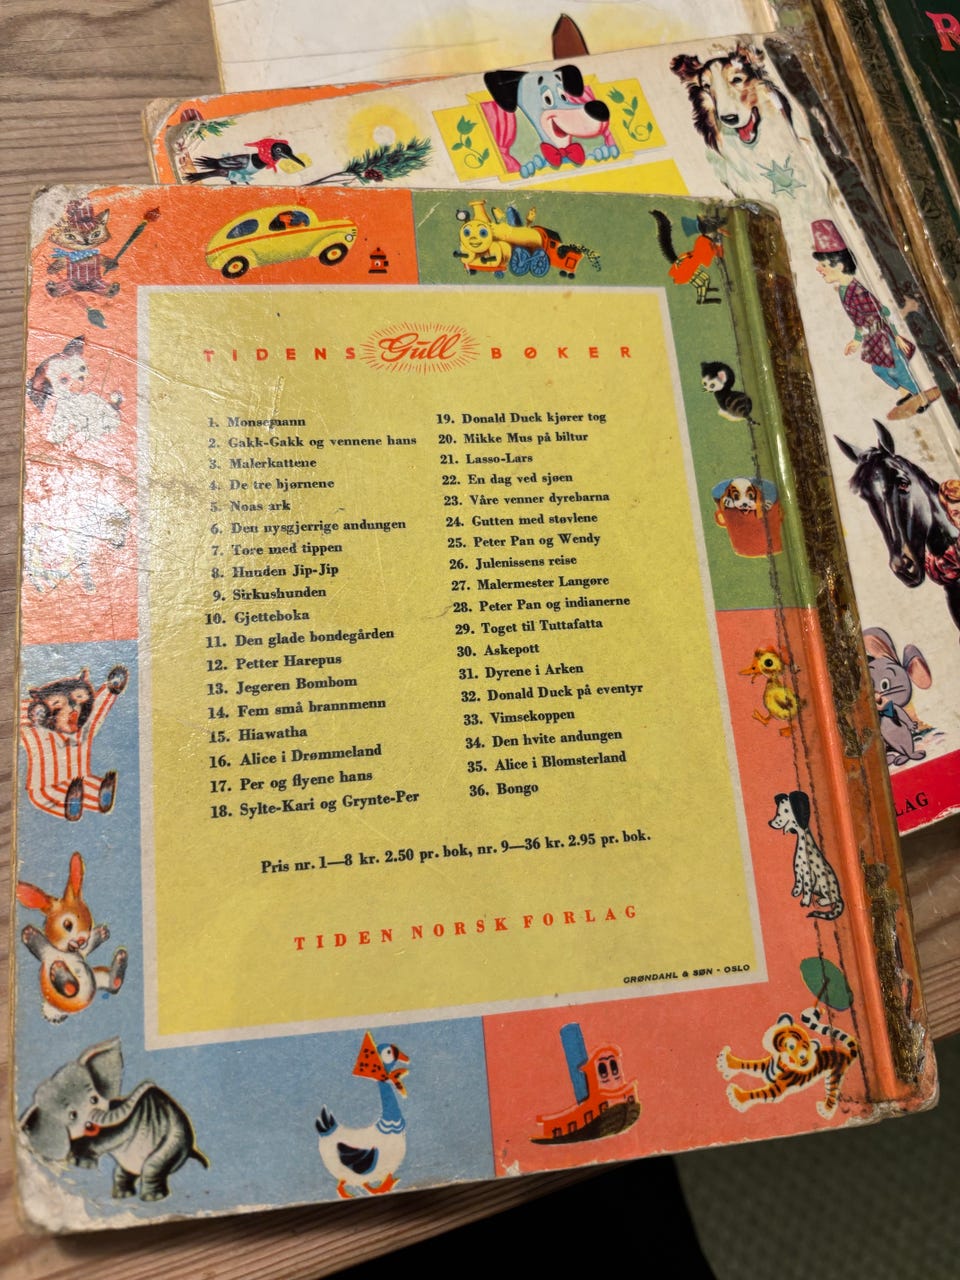 R
TIDENS Gull BØKER
1. Monsemann
2. Gakk-Gakk og vennene hans
3. Malerkattene
4. De tre bjørnene
5. Noas ark
6. Den nysgjerrige andungen
7. Tore med tippen
8. Hunden Jip-Jip
9. Sirkushunden
10. Gjetteboka
11. Den glade bondegården
12. Petter Harepus
13. Jegeren Bombom
14. Fem små brannmenn
15. Hiawatha
16. Alice i Drømmeland
17. Per og flyene hans
18. Sylte-Kari og Grynte-Per
19. Donald Duck kjører tog
20. Mikke Mus på biltur
21. Lasso-Lars
22. En dag ved sjøen
23. Våre venner dyrebarna
24. Gutten med støvlene
25. Peter Pan og Wendy
26. Julenissens reise
27. Malermester Langøre
28. Peter Pan og indianerne
29. Toget til Tuttafatta
30. Askepott
31. Dyrene i Arken
32. Donald Duck på eventyr
33. Vimsekoppen
34. Den hvite andungen
35. Alice i Blomsterland
36. Bongo
Pris nr. 1—8 kr. 2.50 pr. bok, nr. 9—36 kr. 2.95 pr. bok.
TIDEN NORSK FORLAG
GRØNDAHL & SØN - OSLO
LAG